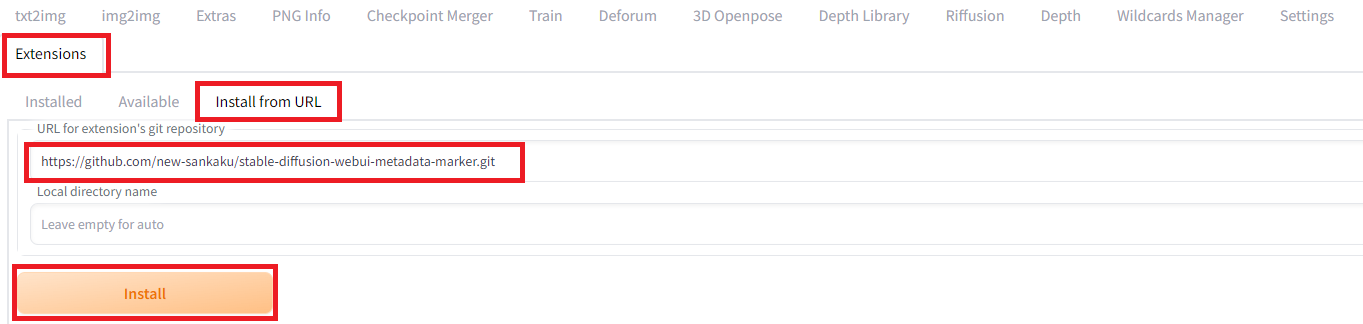 txt2img img2img Extras PNG Info Checkpoint Merger Train Deforum 3D Openpose Depth Library Riffusion Depth Wildcards Manager Settings
Extensions
Installed Available Install from URL
URL for extension's git repository
https://github.com/new-sankaku/stable-diffusion-webui-metadata-marker.git
Local directory name
Leave empty for auto
Install